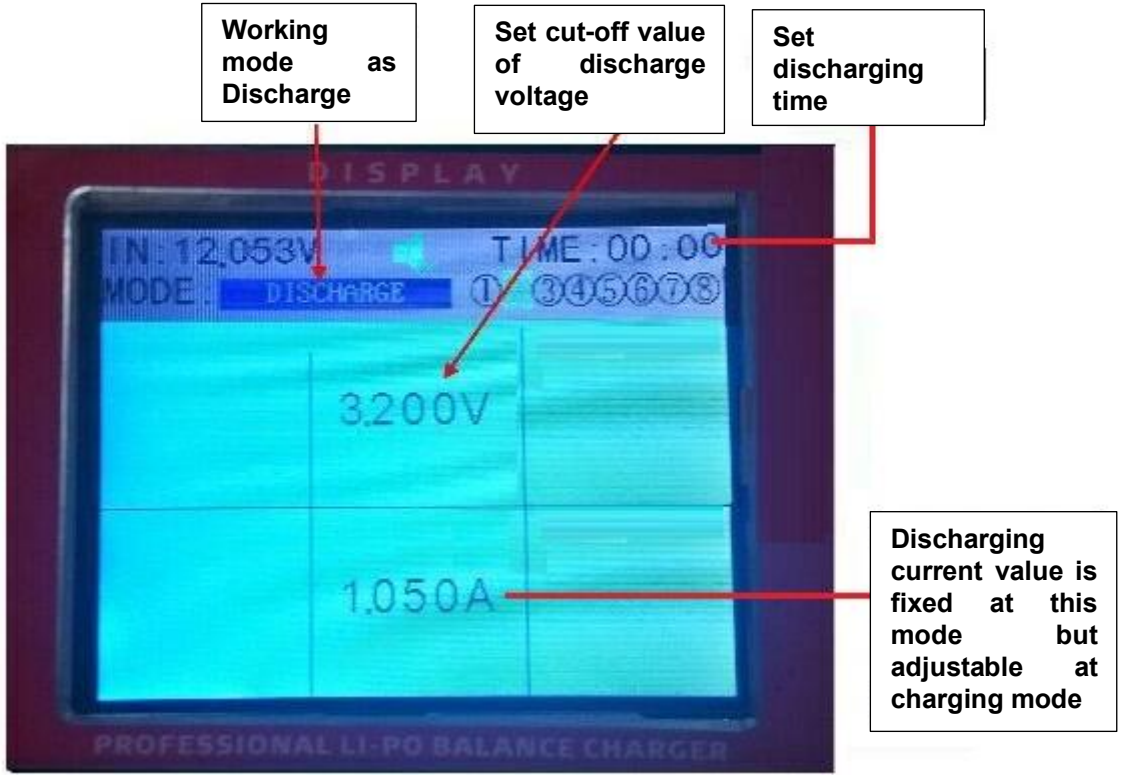 Working
mode as
Discharge
Set cut-off value
of discharge
voltage
Set
discharging
time
DISPLAY
IN:12.053V TIME:00:00
MODE: DISCHARGE ① ③④⑤⑥⑦⑧
3.200V
1.050A
Discharging
current value is
fixed at this
mode but
adjustable at
charging mode
PROFESSIONAL LI-PO BALANCE CHARGER